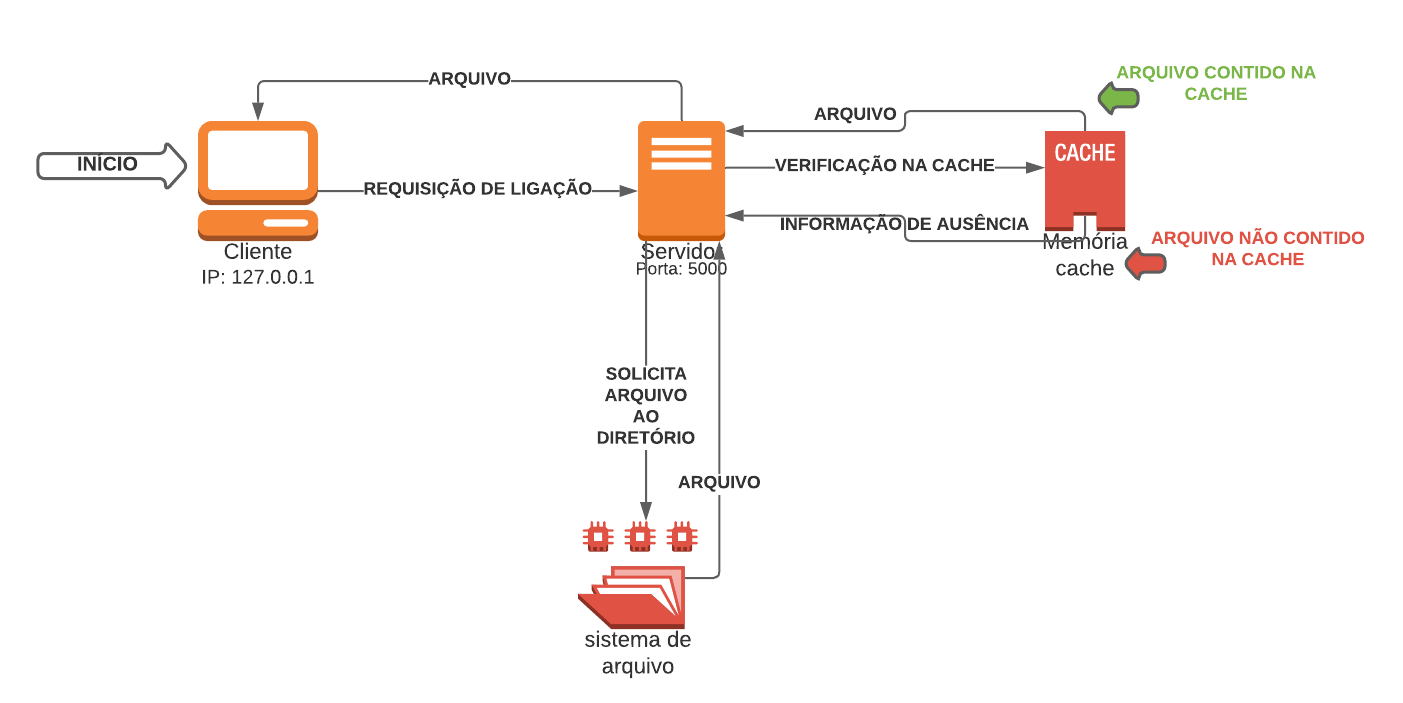 ARQUIVO
ARQUIVO CONTIDO NA
CACHE
ARQUIVO
INÍCIO
CACHE
VERIFICAÇÃO NA CACHE
REQUISIÇÃO DE LIGAÇÃO
INFORMAÇÃO DE AUSÊNCIA
Cliente
IP: 127.0.0.1
Servidor
Porta: 5000
Memória
cache
ARQUIVO NÃO CONTIDO
NA CACHE
SOLICITA
ARQUIVO
AO
DIRETÓRIO
ARQUIVO
sistema de
arquivo